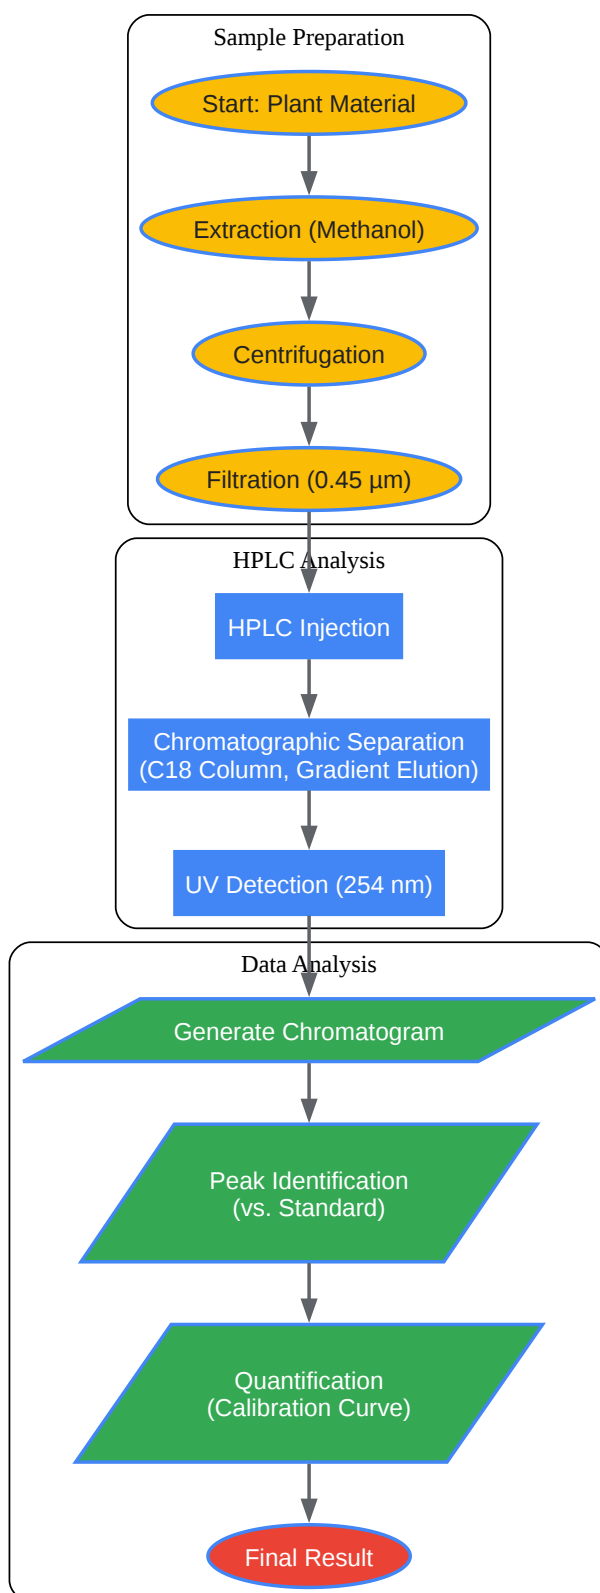 Sample Preparation
Start: Plant Material
Extraction (Methanol)
Centrifugation
Filtration (0.45 µm)
HPLC Analysis
HPLC Injection
Chromatographic Separation
(C18 Column, Gradient Elution)
UV Detection (254 nm)
Data Analysis
Generate Chromatogram
Peak Identification
(vs. Standard)
Quantification
(Calibration Curve)
Final Result